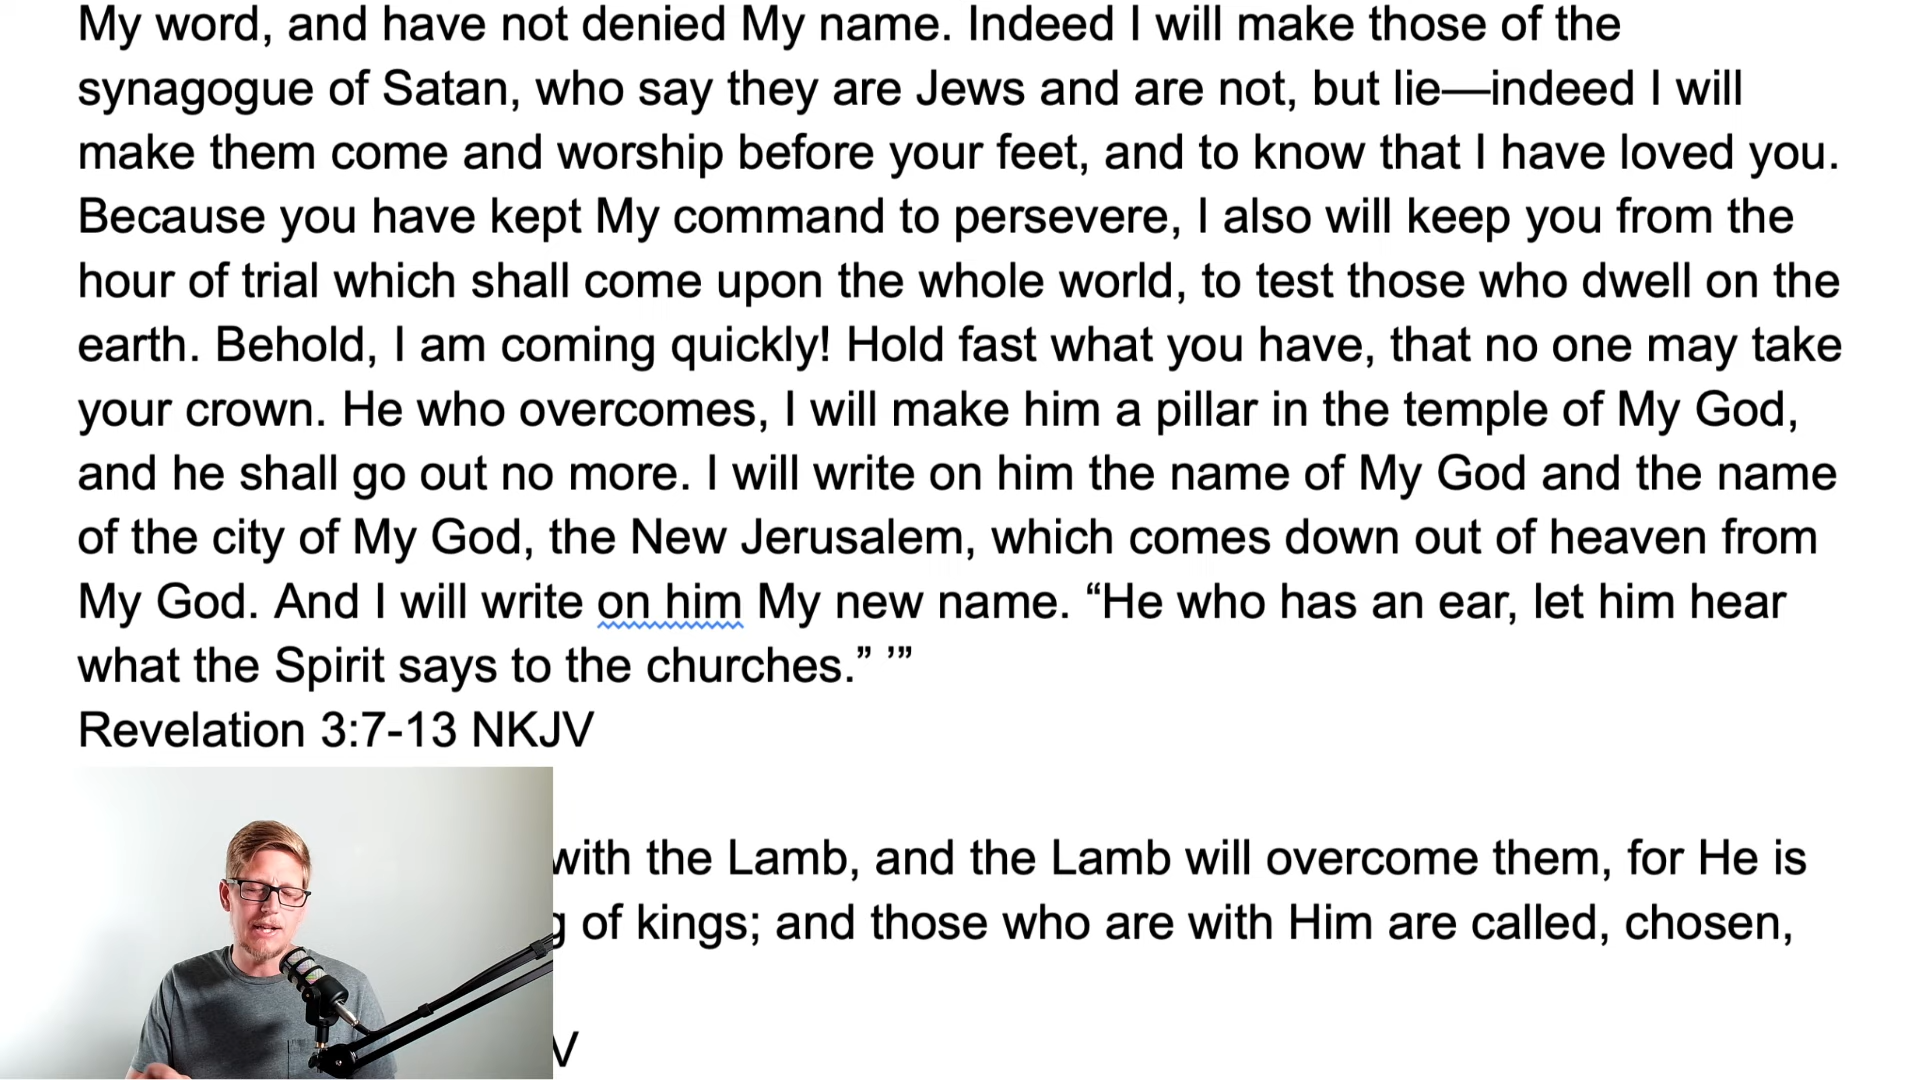 My word, and have not denied My name. Indeed I will make those of the
synagogue of Satan, who say they are Jews and are not, but lie—indeed I will
make them come and worship before your feet, and to know that I have loved you.
Because you have kept My command to persevere, I also will keep you from the
hour of trial which shall come upon the whole world, to test those who dwell on the
earth. Behold, I am coming quickly! Hold fast what you have, that no one may take
your crown. He who overcomes, I will make him a pillar in the temple of My God,
and he shall go out no more. I will write on him the name of My God and the name
of the city of My God, the New Jerusalem, which comes down out of heaven from
My God. And I will write on him My new name. “He who has an ear, let him hear
what the Spirit says to the churches.” ’”
Revelation 3:7-13 NKJV
with the Lamb, and the Lamb will overcome them, for He is
of kings; and those who are with Him are called, chosen,